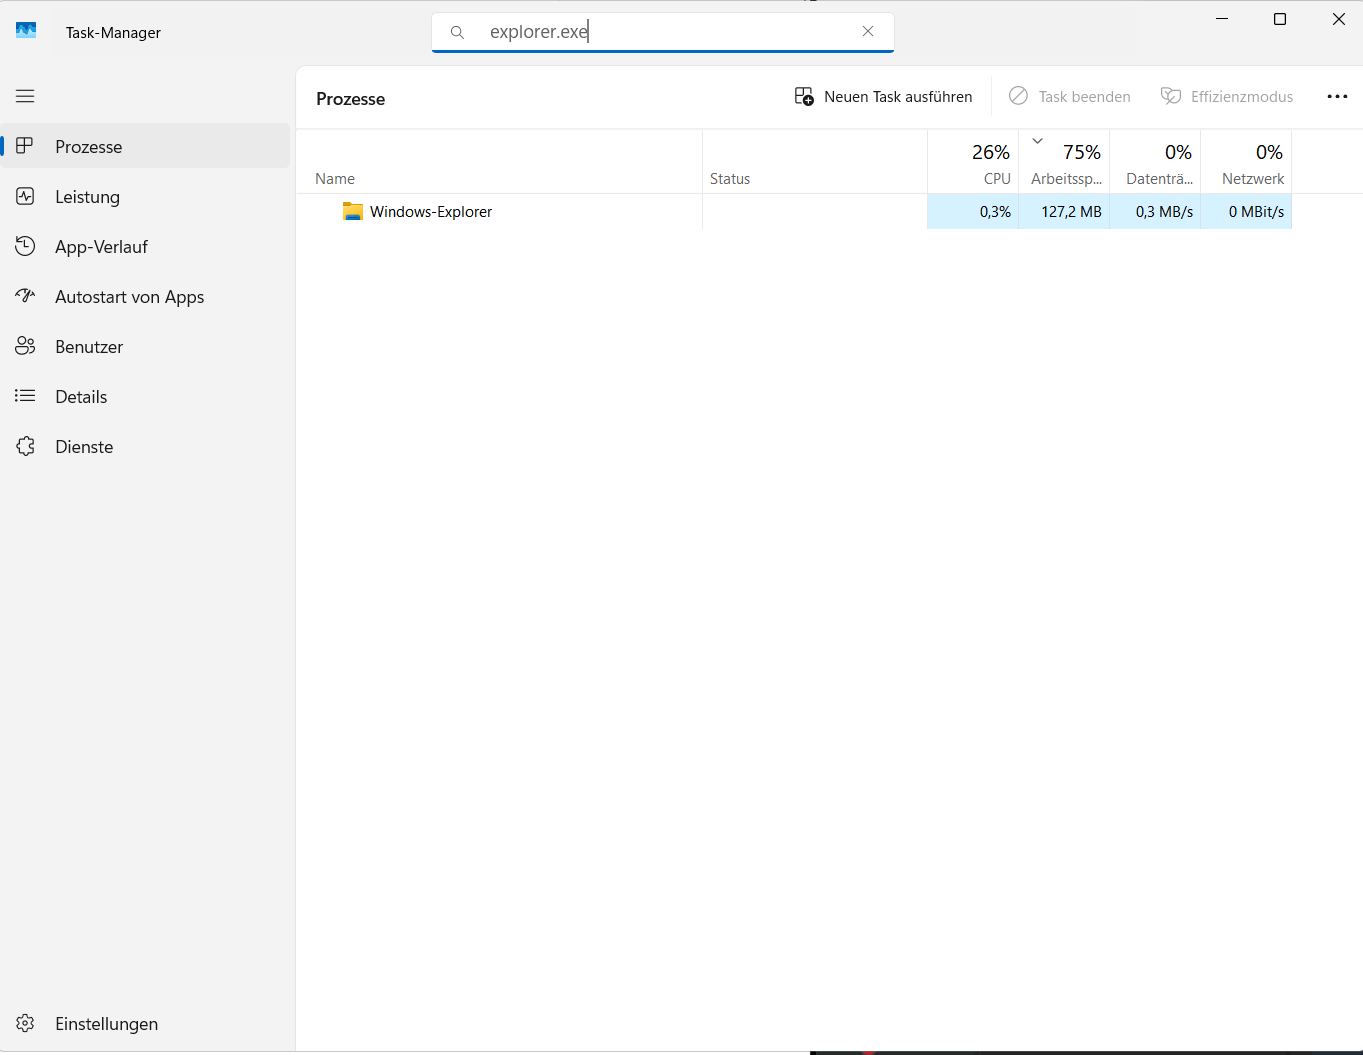 Task-Manager
explorer.exe
Prozesse
Neuen Task ausführen
Task beenden
Effizienzmodus
Prozesse
Leistung
App-Verlauf
Autostart von Apps
Benutzer
Details
Dienste
Einstellungen
26% 75% 0% 0%
Name Status CPU Arbeitssp... Datenträ... Netzwerk
Windows-Explorer 0,3% 127,2 MB 0,3 MB/s 0 MBit/s